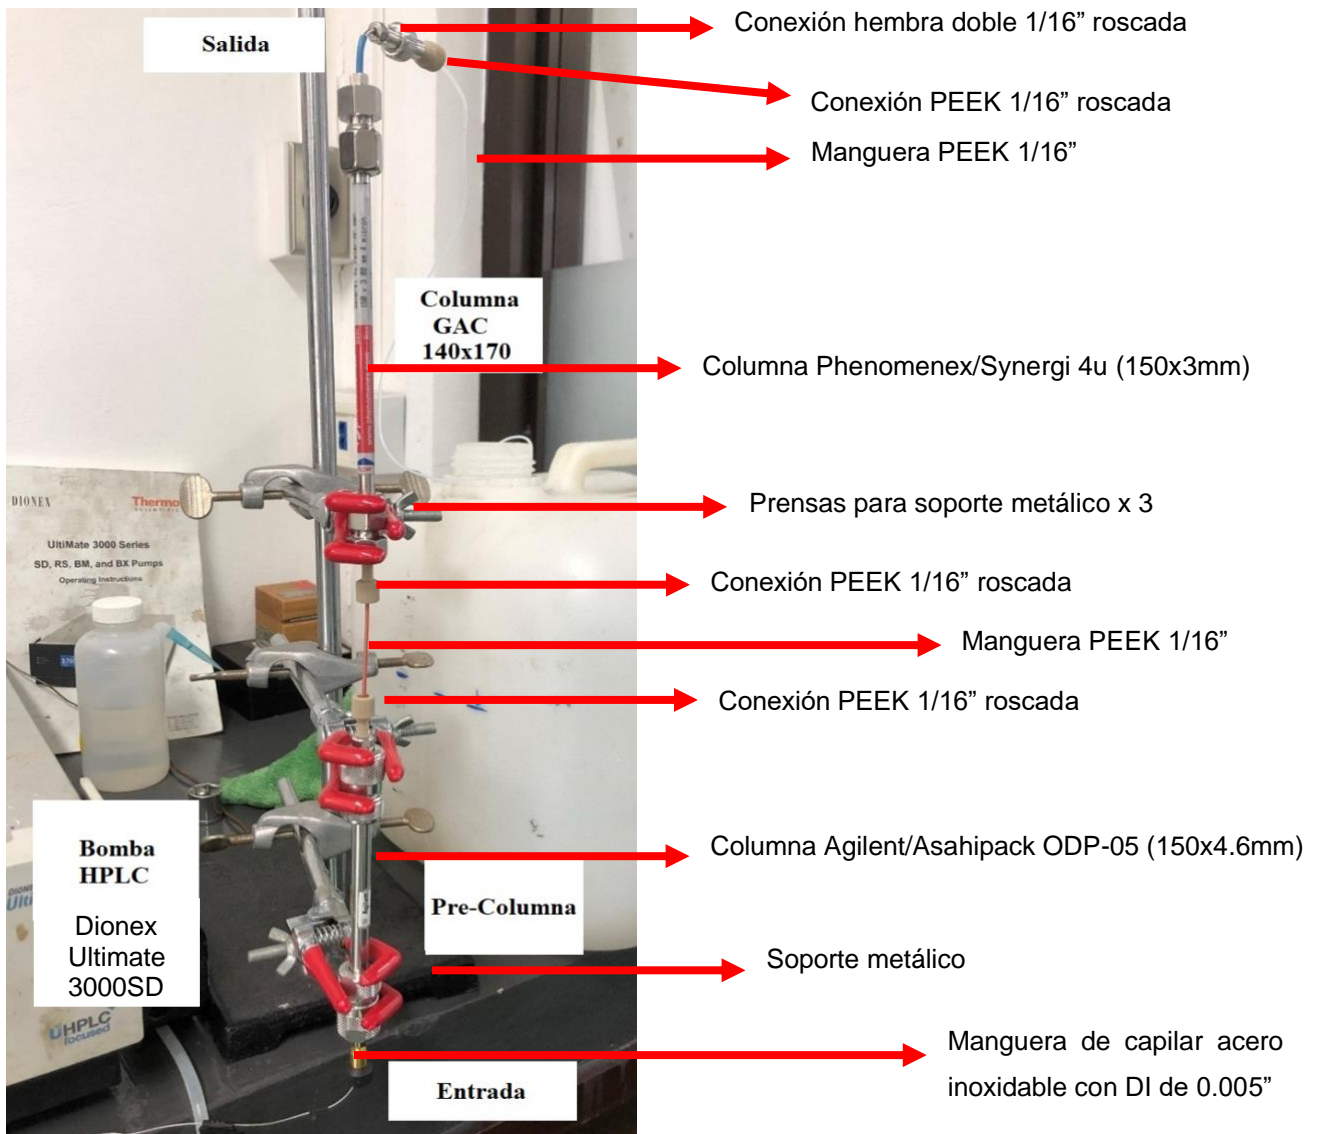 Salida
Conexión hembra doble 1/16” roscada
Conexión PEEK 1/16” roscada
Manguera PEEK 1/16”
Columna
GAC
140x170
Columna Phenomenex/Synergi 4u (150x3mm)
Prensas para soporte metálico x 3
DIONEX
Thermo
SCIENTIFIC
UltiMate 3000 Series
SD, RS, BM, and BX Pumps
Operating Instructions
Conexión PEEK 1/16” roscada
Manguera PEEK 1/16”
Conexión PEEK 1/16” roscada
Columna Agilent/Asahipack ODP-05 (150x4.6mm)
Bomba
HPLC
Dionex
Ultimate
3000SD
Pre-Columna
Agilent
Soporte metálico
UHPLC
focused
Manguera de capilar acero
inoxidable con DI de 0.005”
Entrada